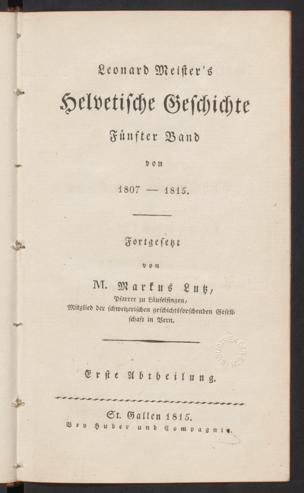 Leonard Meister's
Helvetische Geschichte
Fünfter Band
von
1807 — 1815.
Fortgesetzt
von
M. Markus Lutz,
Pfarrer zu Läufelfingen,
Mitglied der schweizerischen geschichtsforschenden Gesell-
schaft in Bern.
Erste Abtheilung.
St. Gallen 1815.
Bey Huber und Compagnie.